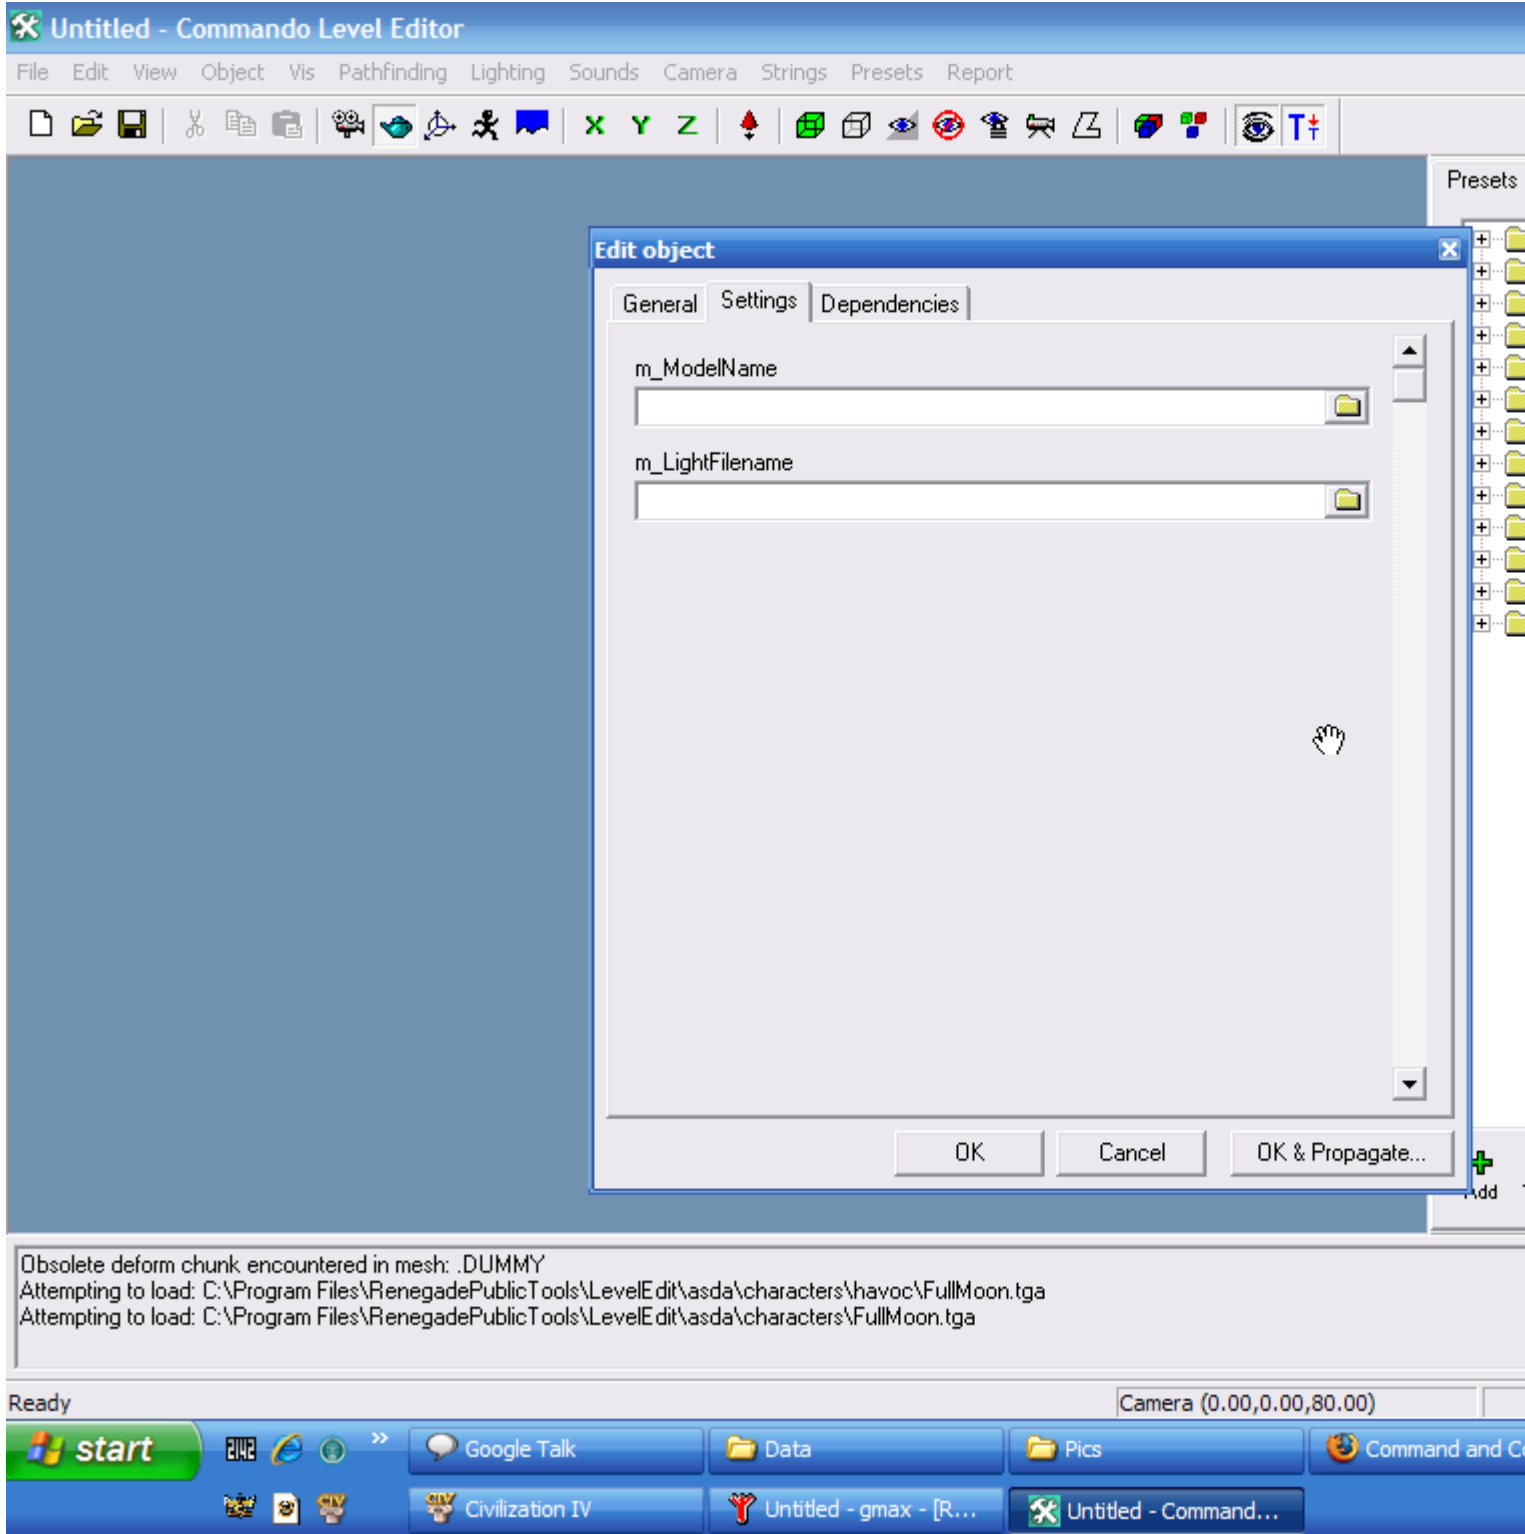 Untitled - Commando Level Editor
File Edit View Object Vis Pathfinding Lighting Sounds Camera Strings Presets Report
X Y Z
Presets
Edit object
General Settings Dependencies
m_ModelName
m_LightFilename
OK Cancel OK & Propagate...
Add
Obsolete deform chunk encountered in mesh: .DUMMY
Attempting to load: C:\Program Files\RenegadePublicTools\LevelEdit\asda\characters\havoc\FullMoon.tga
Attempting to load: C:\Program Files\RenegadePublicTools\LevelEdit\asda\characters\FullMoon.tga
Ready Camera (0.00,0.00,80.00)
start 2142 Google Talk Data Pics Command and
Civilization IV Untitled - gmax - [R... Untitled - Command...